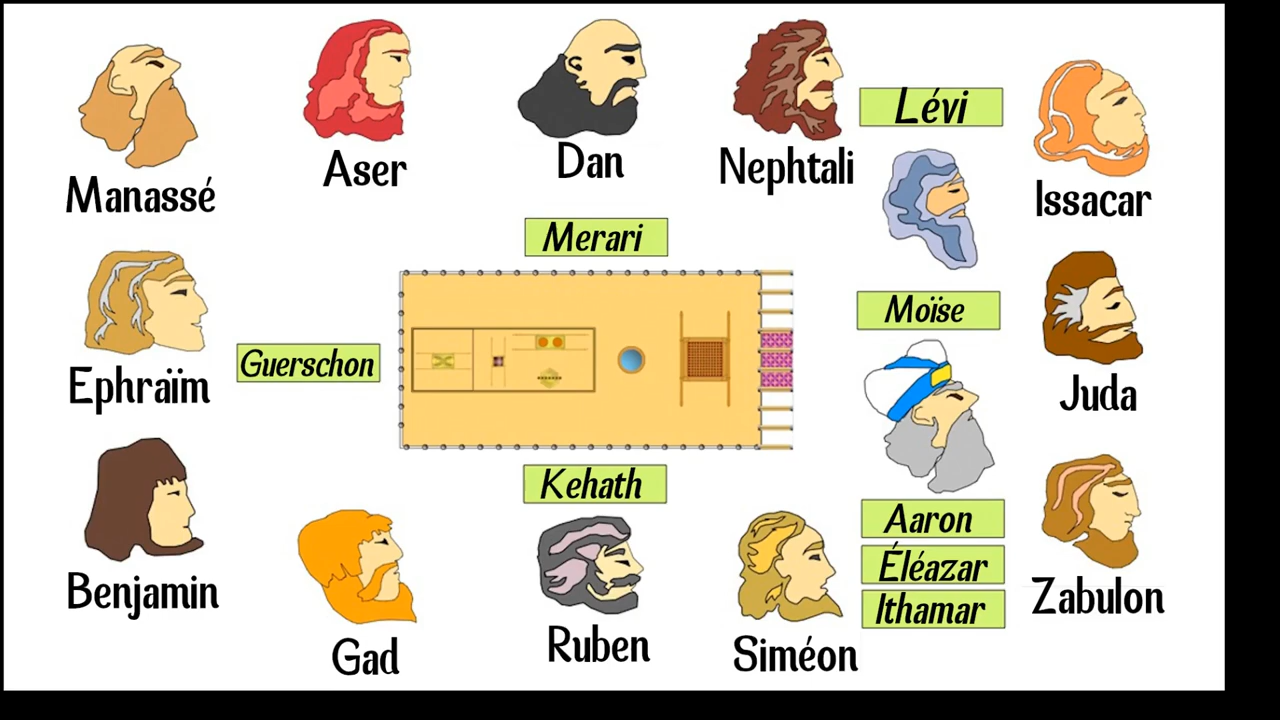 Manassé
Aser
Dan
Nephtali
Lévi
Issacar
Merari
Ephraïm
Guerschon
Moïse
Juda
Benjamin
Gad
Kehath
Ruben
Siméon
Aaron
Éléazar
Ithamar
Zabulon